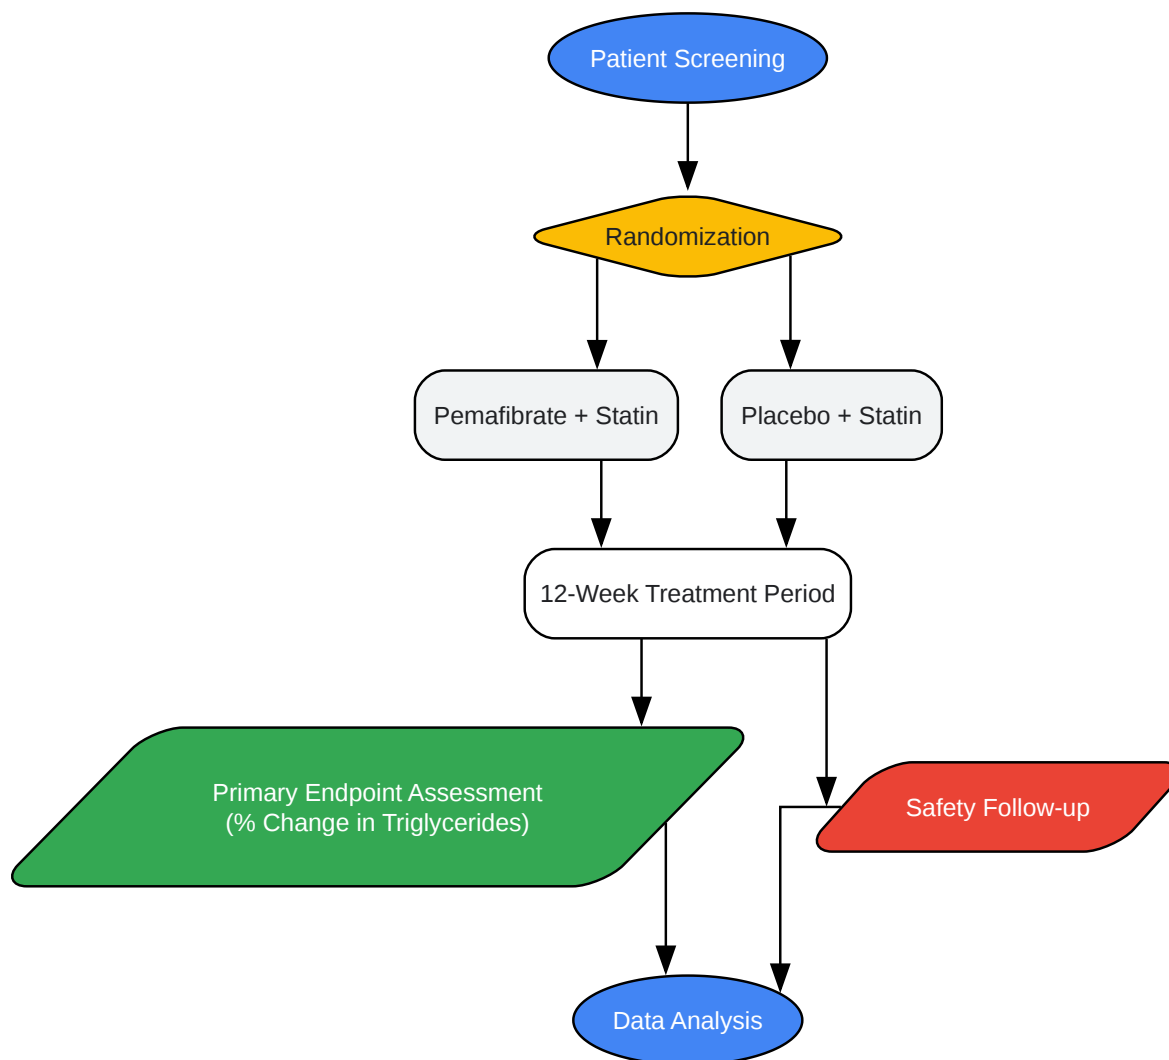 Patient Screening
Randomization
Pemafibrate + Statin
Placebo + Statin
12-Week Treatment Period
Primary Endpoint Assessment
(% Change in Triglycerides)
Safety Follow-up
Data Analysis